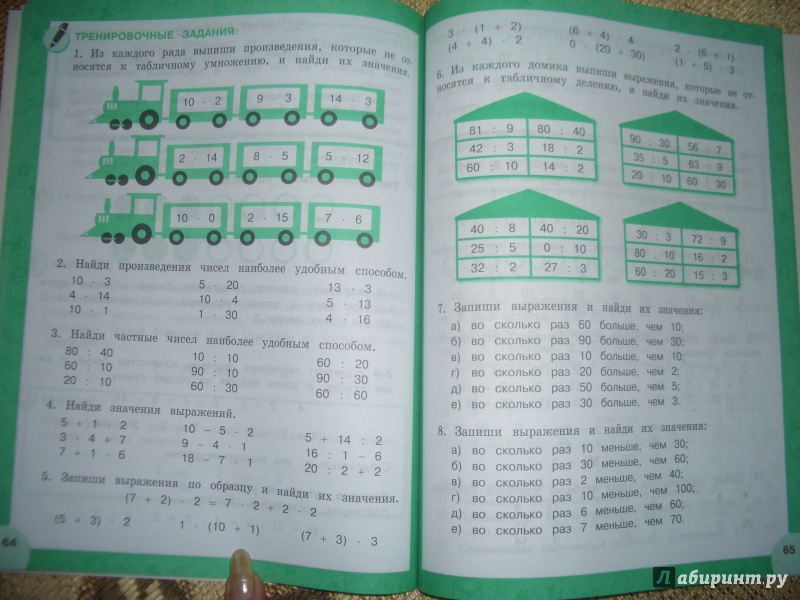 ТРЕНИРОВОЧНЫЕ ЗАДАНИЯ:
1. Из каждого ряда выпиши произведения, которые не от-
носятся к табличному умножению, и найди их значения.
10 · 2 9 · 3 14 · 3
2 · 14 8 · 5 5 · 12
10 · 0 2 · 15 7 · 6
2. Найди произведения чисел наиболее удобным способом.
10 · 3 5 · 20 13 · 3
4 · 14 10 · 4 5 · 13
10 · 1 1 · 30 4 · 16
3. Найди частные чисел наиболее удобным способом.
80 : 40 10 : 10 60 : 20
60 : 10 90 : 10 90 : 30
20 : 10 60 : 30 60 : 60
4. Найди значения выражений.
5 + 1 · 2 10 − 5 · 2 5 + 14 : 2
3 · 4 + 7 9 − 4 · 1 16 : 1 − 6
7 + 1 · 6 18 − 7 · 1 20 : 2 + 2
5. Запиши выражения по образцу и найди их значения.
(7 + 2) · 2 = 7 · 2 + 2 · 2
(5 + 3) · 2 1 · (10 + 1) (7 + 3) · 3
64
3 · (1 + 2) (6 + 4) · 4 2 · (6 + 1)
(4 + 4) · 2 0 · (20 + 30) (1 + 5) · 3
6. Из каждого домика выпиши выражения, которые не от-
носятся к табличному делению, и найди их значения.
81 : 9 80 : 40
42 : 3 18 : 2
60 : 10 14 : 2
90 : 30 56 : 7
35 : 5 63 : 9
20 : 10 60 : 30
40 : 8 40 : 20
25 : 5 0 : 10
32 : 2 27 : 3
30 : 3 72 : 9
80 : 10 16 : 2
60 : 20 15 : 3
7. Запиши выражения и найди их значения:
а) во сколько раз 60 больше, чем 10;
б) во сколько раз 90 больше, чем 30;
в) во сколько раз 10 больше, чем 10;
г) во сколько раз 20 больше, чем 2;
д) во сколько раз 50 больше, чем 5;
е) во сколько раз 30 больше, чем 3.
8. Запиши выражения и найди их значения:
а) во сколько раз 10 меньше, чем 30;
б) во сколько раз 30 меньше, чем 60;
в) во сколько раз 2 меньше, чем 40;
г) во сколько раз 10 меньше, чем 100;
д) во сколько раз 6 меньше, чем 60;
е) во сколько раз 7 меньше, чем 70.
65
Лабиринт.ру